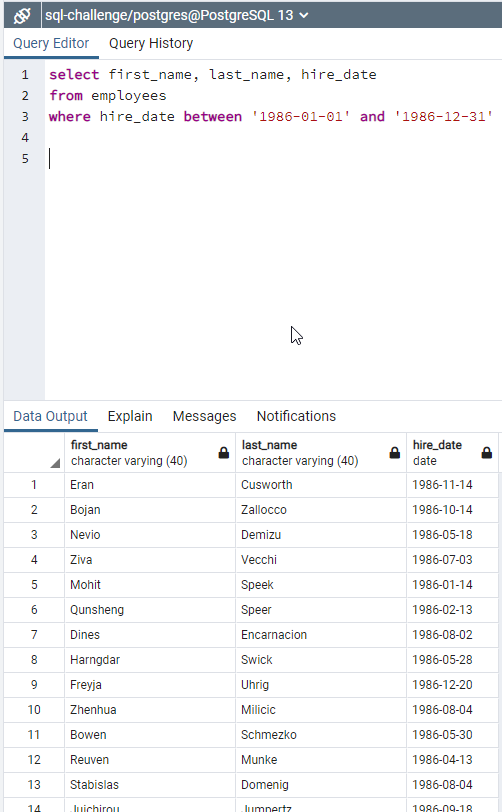 sql-challenge/postgres@PostgreSQL 13
Query Editor Query History
1 select first_name, last_name, hire_date
2 from employees
3 where hire_date between '1986-01-01' and '1986-12-31'
4
5
Data Output Explain Messages Notifications
first_name last_name hire_date
character varying (40) character varying (40) date
1 Eran Cusworth 1986-11-14
2 Bojan Zallocco 1986-10-14
3 Nevio Demizu 1986-05-18
4 Ziva Vecchi 1986-07-03
5 Mohit Speek 1986-01-14
6 Qunsheng Speer 1986-02-13
7 Dines Encarnacion 1986-08-02
8 Harngdar Swick 1986-05-28
9 Freyja Uhrig 1986-12-20
10 Zhenhua Milicic 1986-08-04
11 Bowen Schmezko 1986-05-30
12 Reuven Munke 1986-04-13
13 Stabislas Domenig 1986-08-04
14 Juichirou Jumpertz 1986-09-18